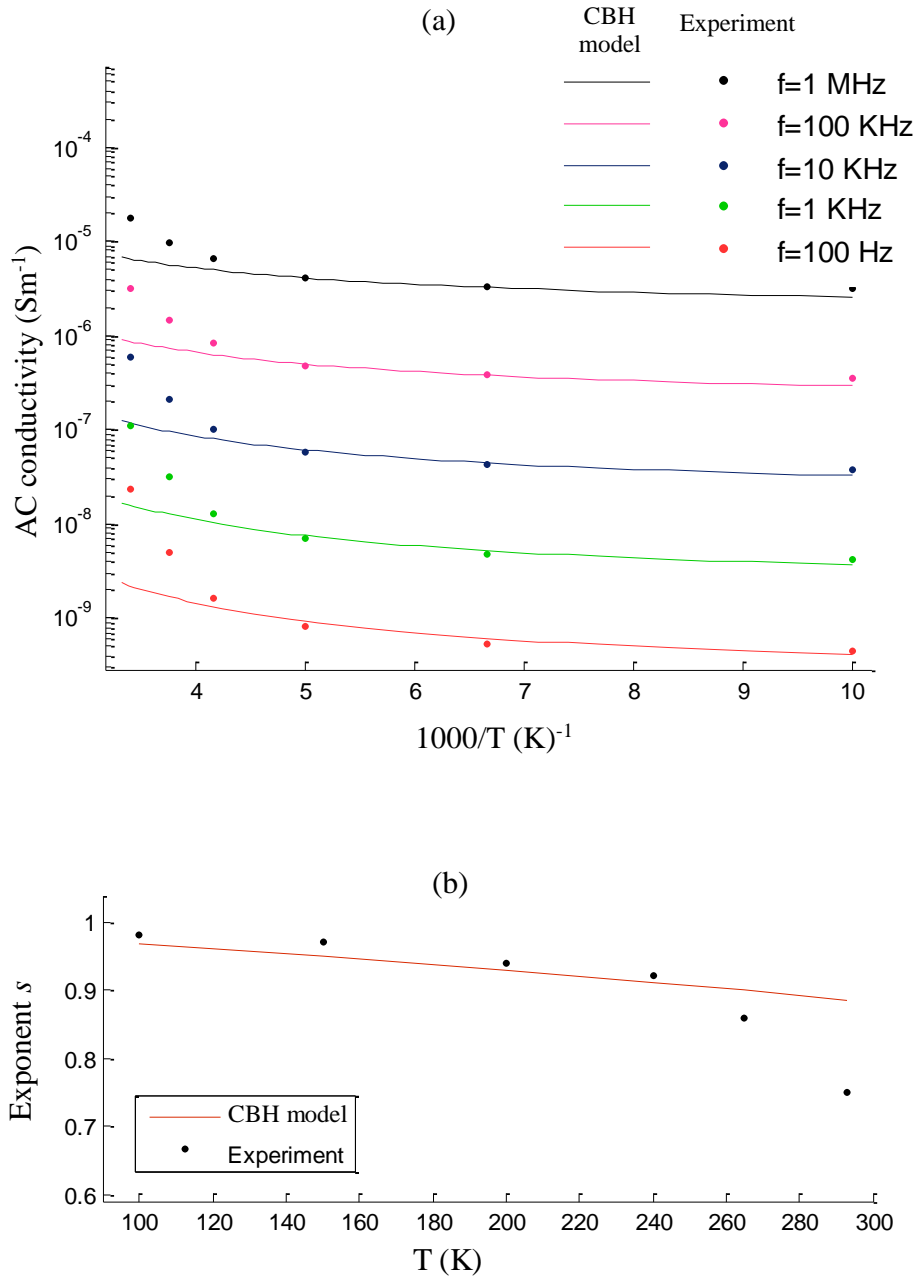 (a)
CBH model
Experiment
f=1 MHz
f=100 KHz
f=10 KHz
f=1 KHz
f=100 Hz
AC conductivity (Sm⁻¹)
10⁻⁴
10⁻⁵
10⁻⁶
10⁻⁷
10⁻⁸
10⁻⁹
4 5 6 7 8 9 10
1000/T (K)⁻¹
(b)
Exponent s
1
0.9
0.8
0.7
0.6
CBH model
Experiment
100 120 140 160 180 200 220 240 260 280 300
T (K)